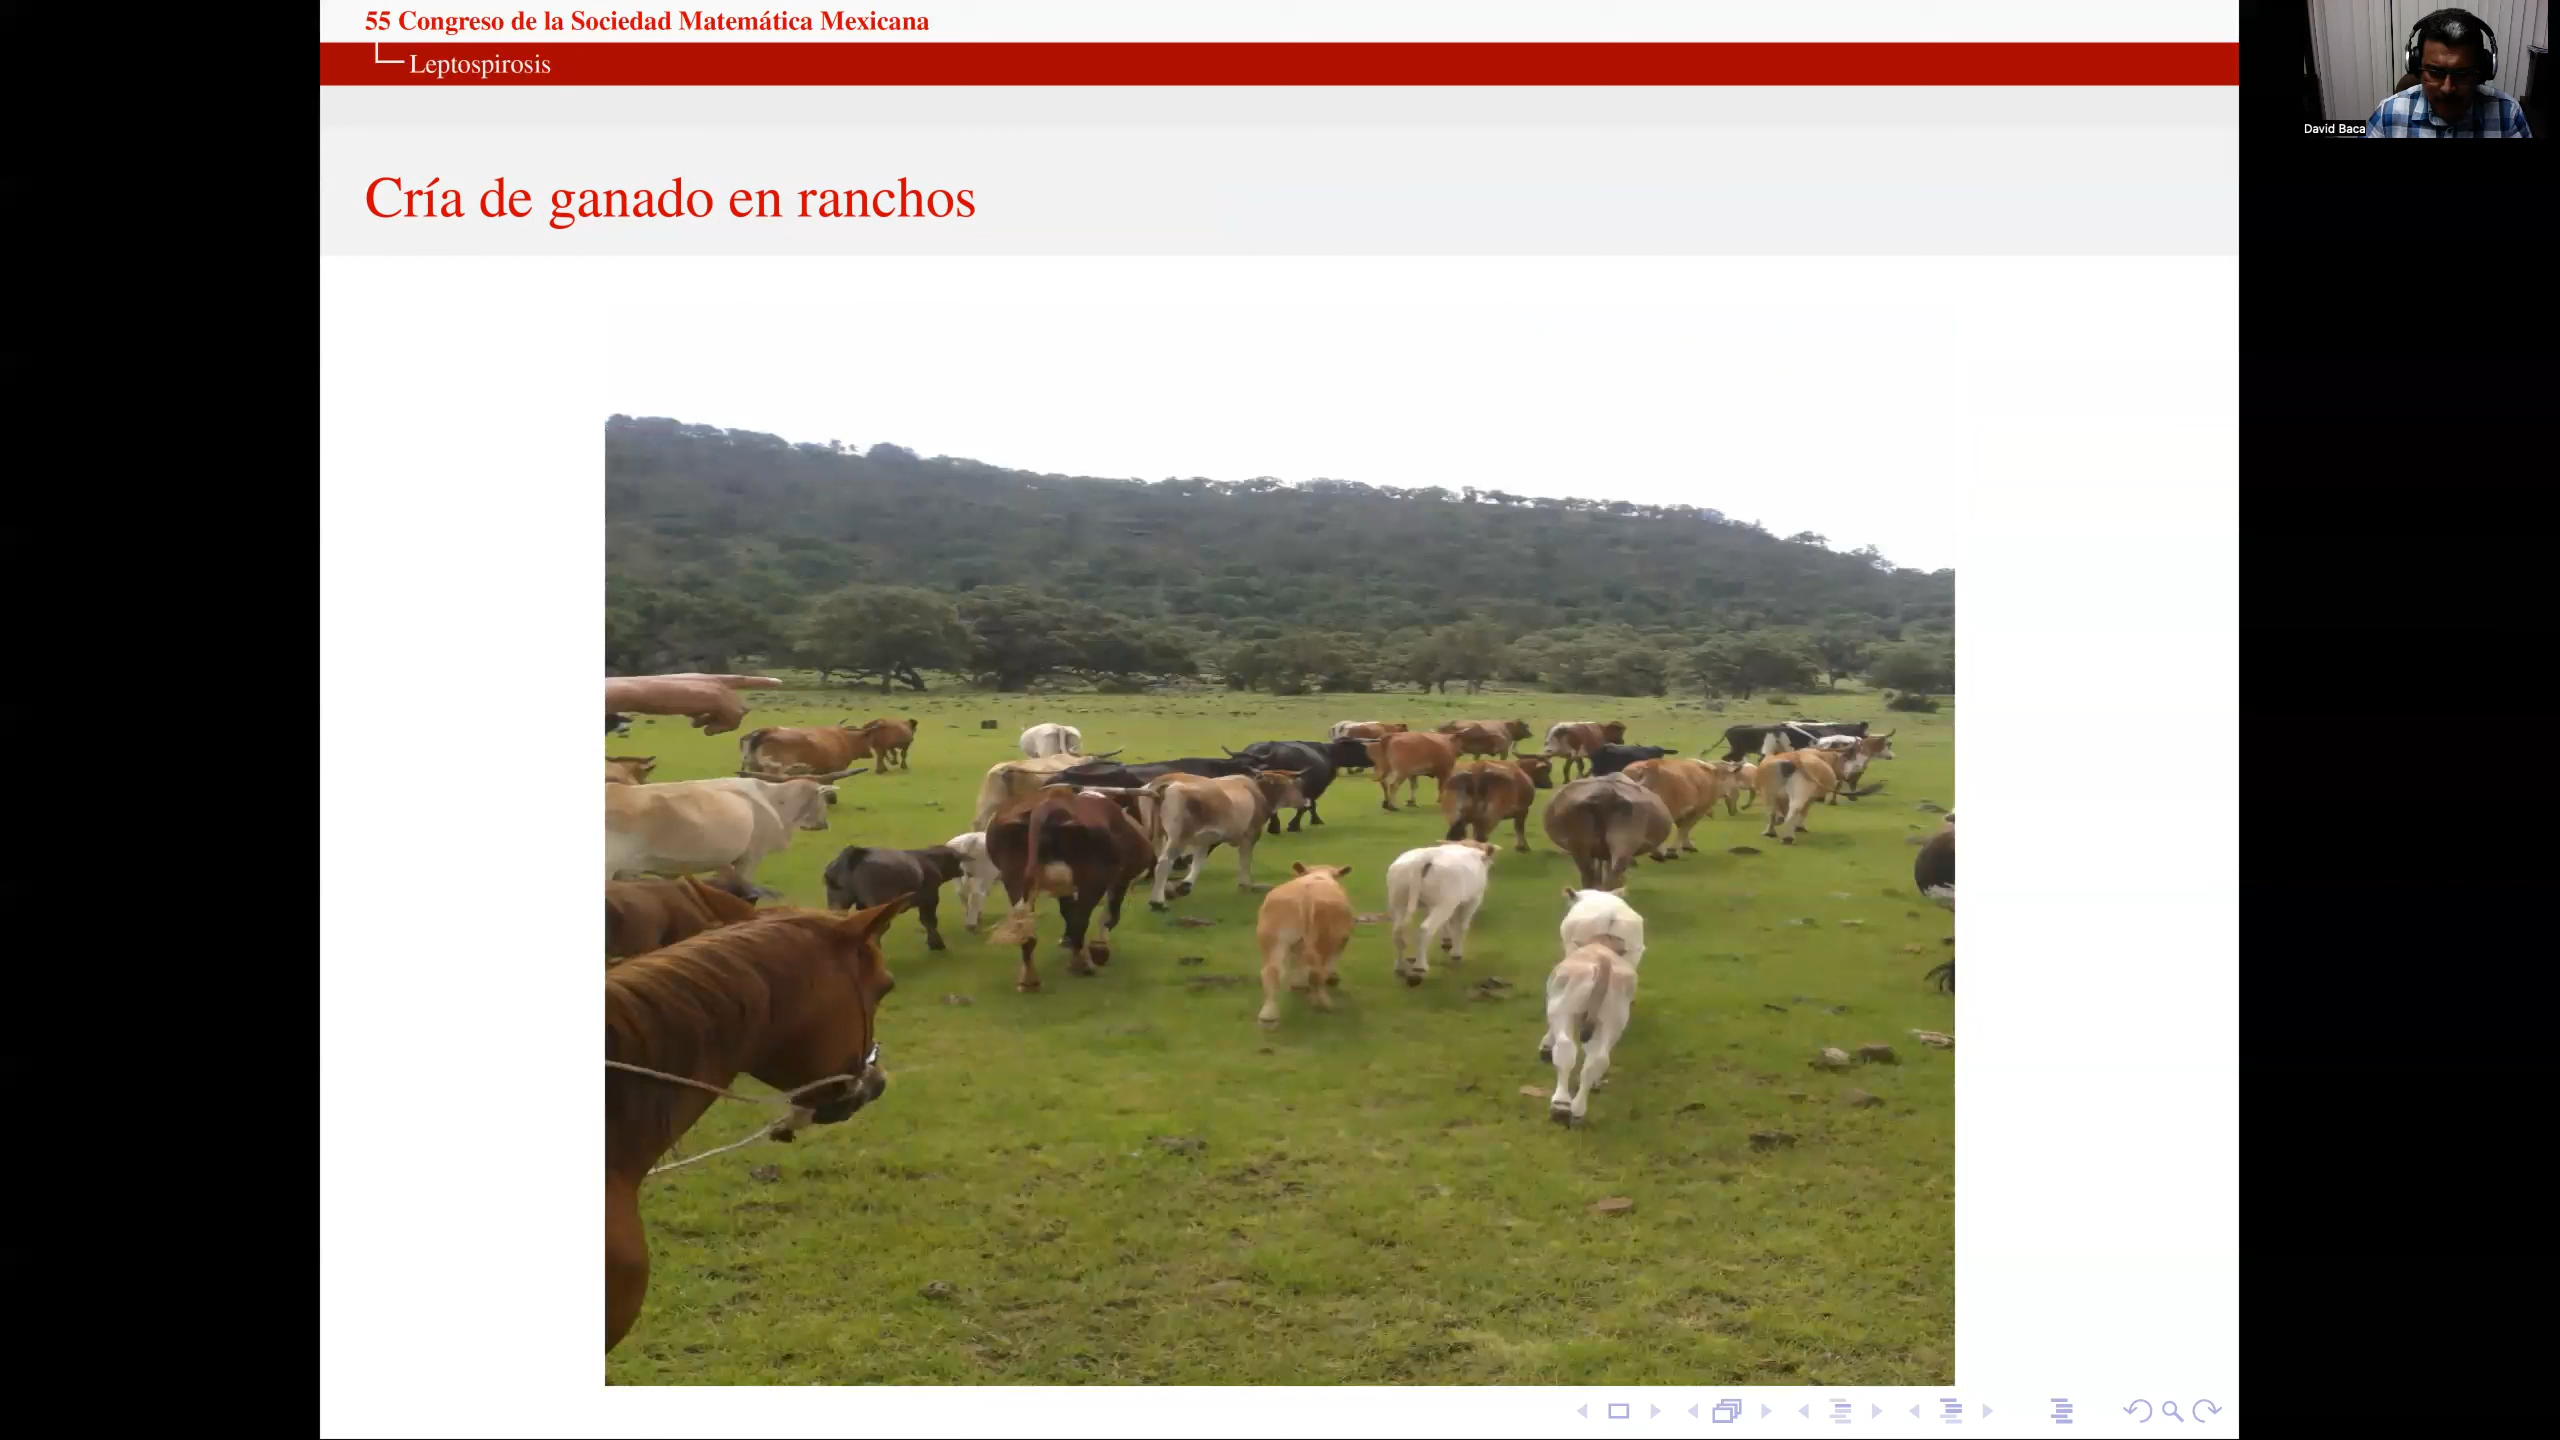 55 Congreso de la Sociedad Matemática Mexicana
Leptospirosis
David Baca
Cría de ganado en ranchos